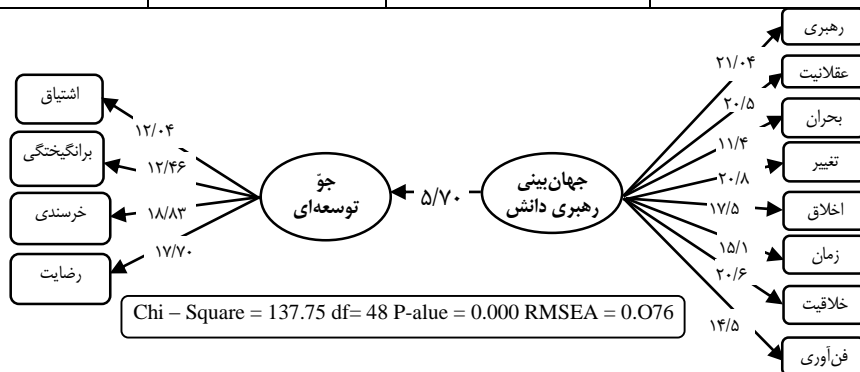 رهبری
عقلانیت
بحران
تغییر
اخلاق
زمان
خلاقیت
فن‌آوری
۲۱/۰۴
۲۰/۵
۱۱/۴
۲۰/۸
۱۷/۵
۱۵/۱
۲۰/۶
۱۴/۵
جهان‌بینی
رهبری دانش
۵/۷۰
جوّ
توسعه‌ای
۱۲/۰۴
۱۲/۴۶
۱۸/۸۳
۱۷/۷۰
اشتیاق
برانگیختگی
خرسندی
رضایت
Chi – Square = 137.75 df= 48 P-alue = 0.000 RMSEA = 0.O76